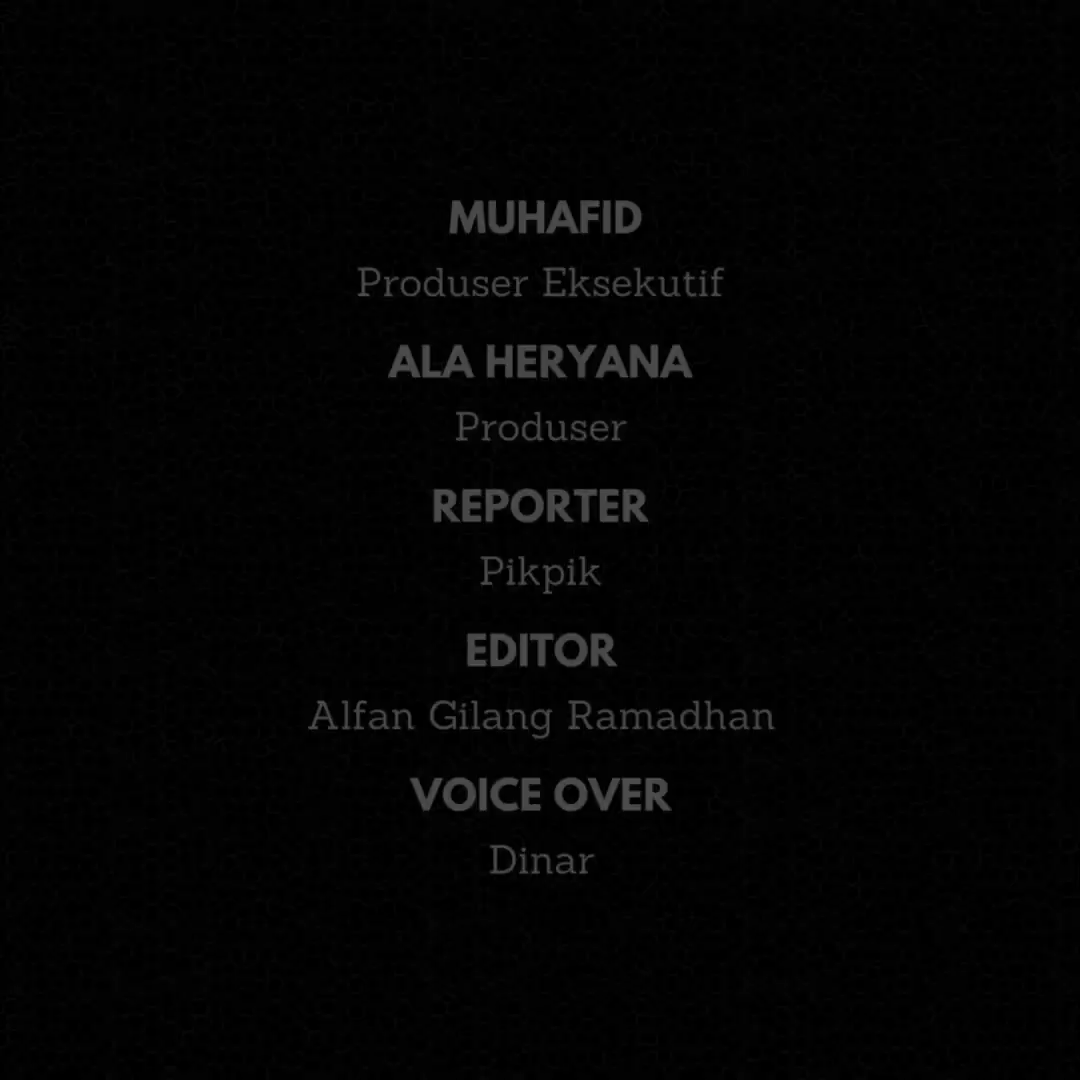 MUHAFID
Produser Eksekutif
ALA HERYANA
Produser
REPORTER
Pikpik
EDITOR
Alfan Gilang Ramadhan
VOICE OVER
Dinar